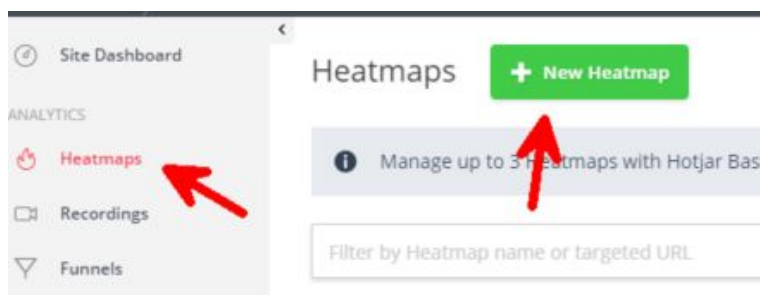 Site Dashboard
ANALYTICS
Heatmaps
Recordings
Funnels
Heatmaps
+ New Heatmap
Manage up to 3 Heatmaps with Hotjar Bas
Filter by Heatmap name or targeted URL